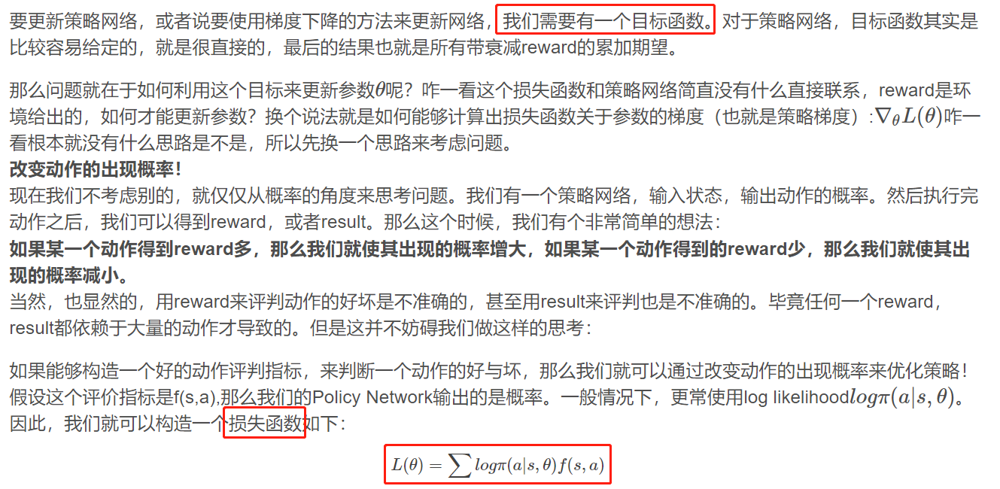 要更新策略网络，或者说要使用梯度下降的方法来更新网络，我们需要有一个目标函数。对于策略网络，目标函数其实是
比较容易给定的，就是很直接的，最后的结果也就是所有带衰减reward的累加期望。
那么问题就在于如何利用这个目标来更新参数θ呢？咋一看这个损失函数和策略网络简直没有什么直接联系，reward是环
境给出的，如何才能更新参数？换个说法就是如何能够计算出损失函数关于参数的梯度（也就是策略梯度）:∇θL(θ)咋一
看根本就没有什么思路是不是，所以先换一个思路来考虑问题。
改变动作的出现概率！
现在我们不考虑别的，就仅仅从概率的角度来思考问题。我们有一个策略网络，输入状态，输出动作的概率。然后执行完
动作之后，我们可以得到reward，或者result。那么这个时候，我们有个非常简单的想法：
如果某一个动作得到reward多，那么我们就使其出现的概率增大，如果某一个动作得到的reward少，那么我们就使其出
现的概率减小。
当然，也显然的，用reward来评判动作的好坏是不准确的，甚至用result来评判也是不准确的。毕竟任何一个reward，
result都依赖于大量的动作才导致的。但是这并不妨碍我们做这样的思考：
如果能够构造一个好的动作评判指标，来判断一个动作的好与坏，那么我们就可以通过改变动作的出现概率来优化策略！
假设这个评价指标是f(s,a),那么我们的Policy Network输出的是概率。一般情况下，更常使用log likelihoodlogπ(a|s,θ)。
因此，我们就可以构造一个损失函数如下：
L(θ) = ∑logπ(a|s,θ)f(s,a)